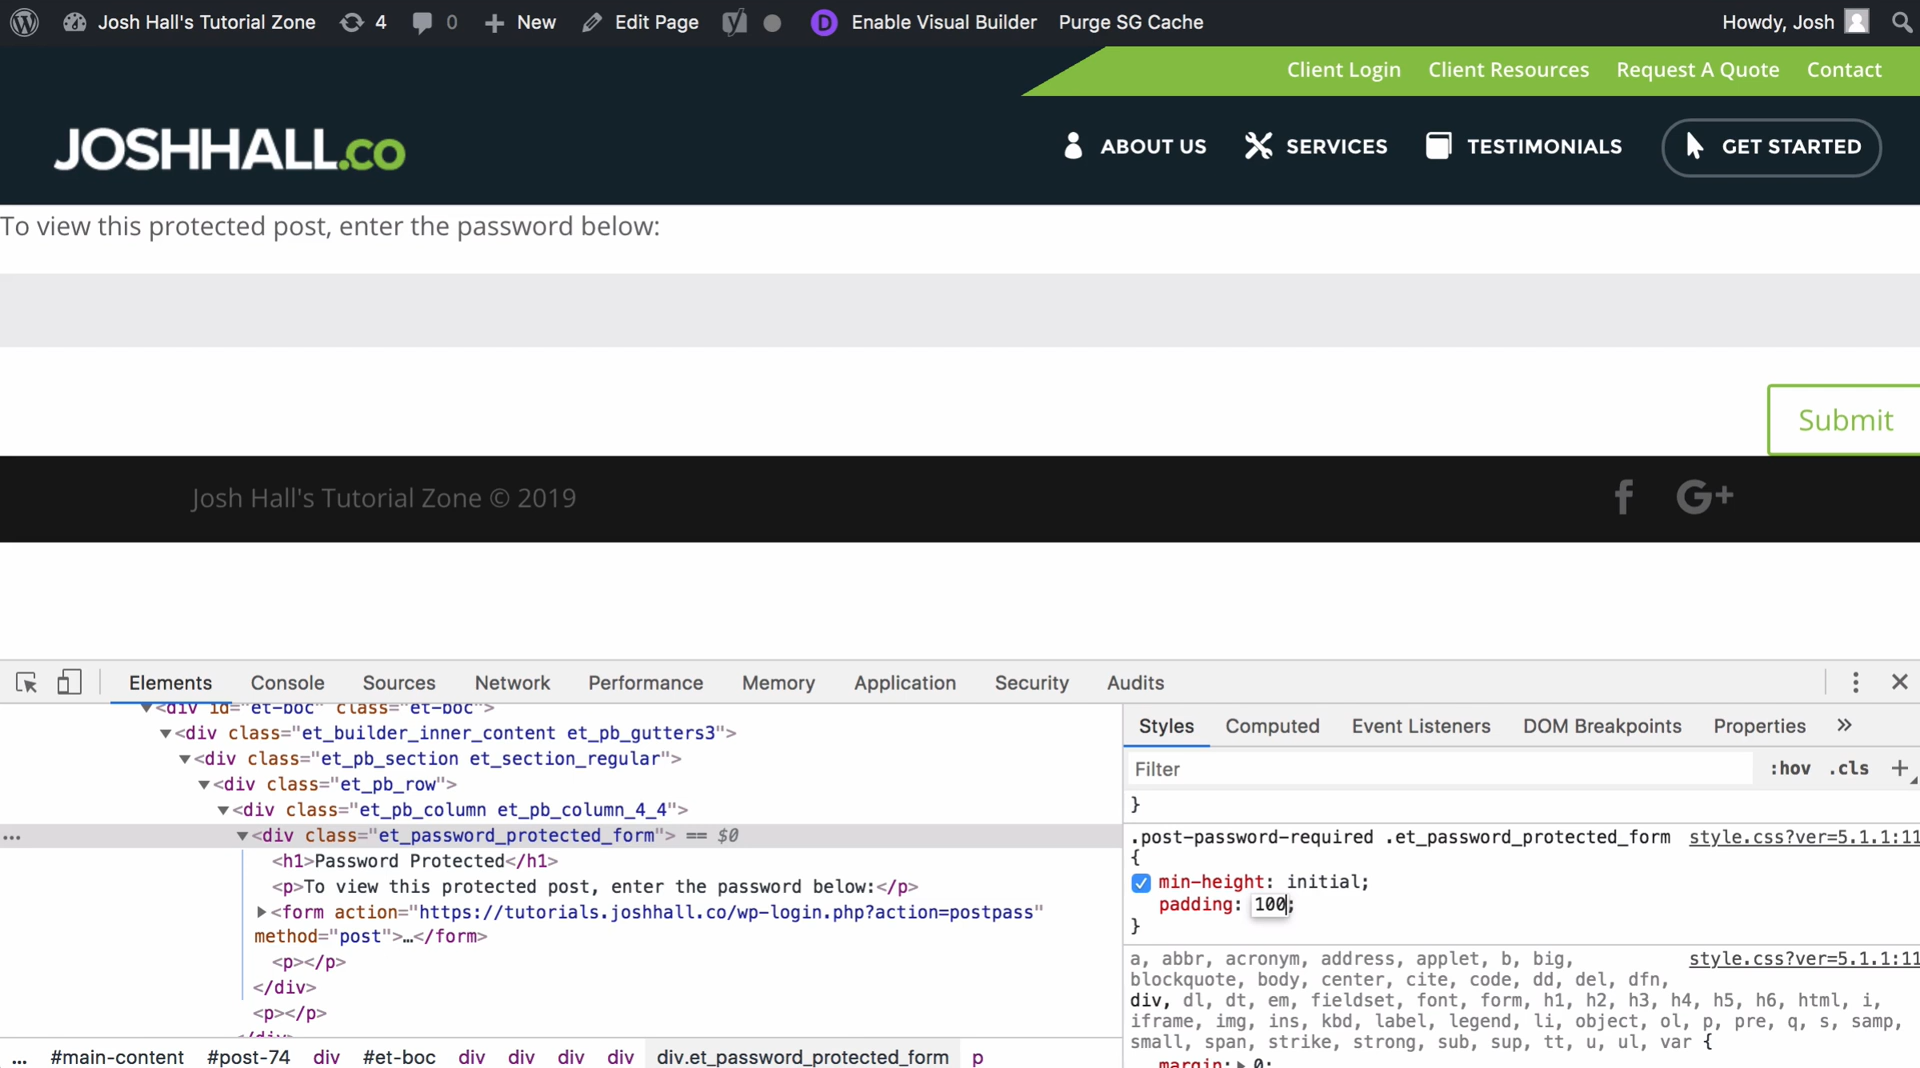 Josh Hall's Tutorial Zone 4 0 New Edit Page Enable Visual Builder Purge SG Cache Howdy, Josh
Client Login Client Resources Request A Quote Contact
JOSHHALL.CO ABOUT US SERVICES TESTIMONIALS GET STARTED
To view this protected post, enter the password below:
Submit
Josh Hall's Tutorial Zone © 2019 f G+
Elements Console Sources Network Performance Memory Application Security Audits
<div id="et-boc" class="et-boc">
<div class="et_builder_inner_content et_pb_gutters3">
<div class="et_pb_section et_section_regular">
<div class="et_pb_row">
<div class="et_pb_column et_pb_column_4_4">
… <div class="et_password_protected_form"> == $0
<h1>Password Protected</h1>
<p>To view this protected post, enter the password below:</p>
<form action="https://tutorials.joshhall.co/wp-login.php?action=postpass"
method="post">…</form>
<p></p>
</div>
<p></p>
</div>
... #main-content #post-74 div #et-boc div div div div div.et_password_protected_form p
Styles Computed Event Listeners DOM Breakpoints Properties »
Filter :hov .cls +
}
.post-password-required .et_password_protected_form style.css?ver=5.1.1:11
{
min-height: initial;
padding: 100;
}
a, abbr, acronym, address, applet, b, big, style.css?ver=5.1.1:11
blockquote, body, center, cite, code, dd, del, dfn,
div, dl, dt, em, fieldset, font, form, h1, h2, h3, h4, h5, h6, html, i,
iframe, img, ins, kbd, label, legend, li, object, ol, p, pre, q, s, samp,
small, span, strike, strong, sub, sup, tt, u, ul, var {
margin: 0;